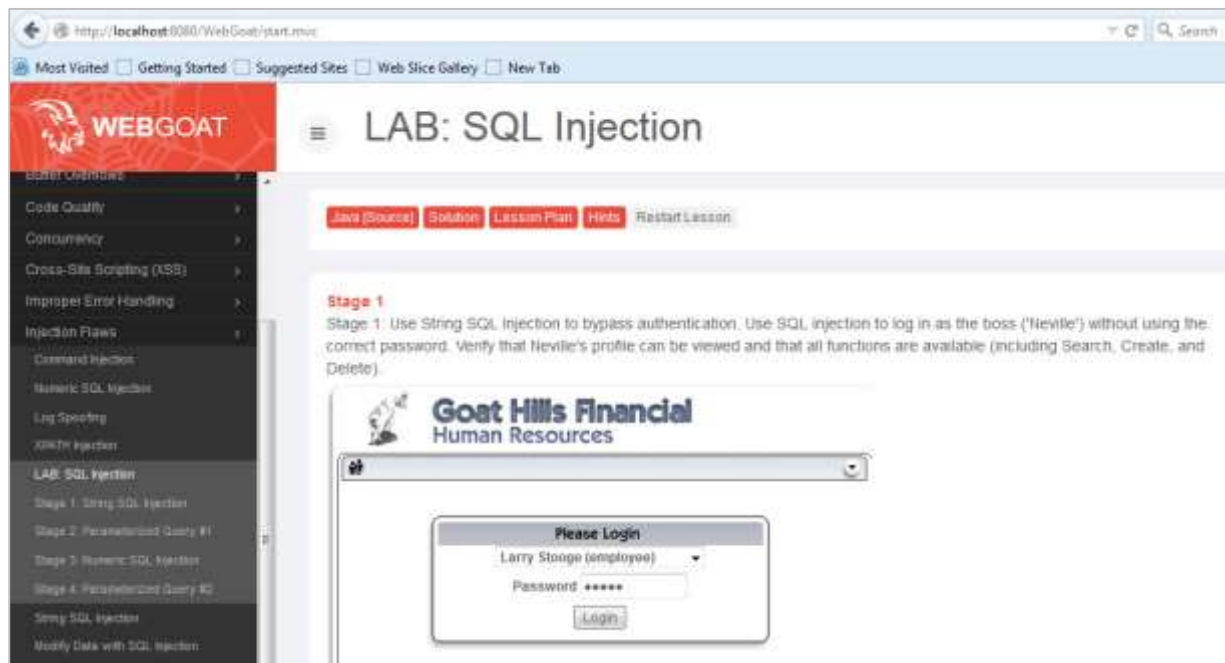 http://localhost:8080/WebGoat/start.mvc
Search
Most Visited Getting Started Suggested Sites Web Slice Gallery New Tab
WEBGOAT
LAB: SQL Injection
Buffer Overflows
Code Quality
Concurrency
Cross-Site Scripting (XSS)
Improper Error Handling
Injection Flaws
Command Injection
Numeric SQL Injection
Log Spoofing
XPATH Injection
LAB: SQL Injection
Stage 1: String SQL Injection
Stage 2: Parameterized Query #1
Stage 3: Numeric SQL Injection
Stage 4: Parameterized Query #2
String SQL Injection
Modify Data with SQL Injection
Java [Source] Solution Lesson Plan Hints Restart Lesson
Stage 1
Stage 1: Use String SQL Injection to bypass authentication. Use SQL injection to log in as the boss ('Neville') without using the
correct password. Verify that Neville's profile can be viewed and that all functions are available (including Search, Create, and
Delete).
Goat Hills Financial
Human Resources
Please Login
Larry Stooge (employee)
Password •••••
Login